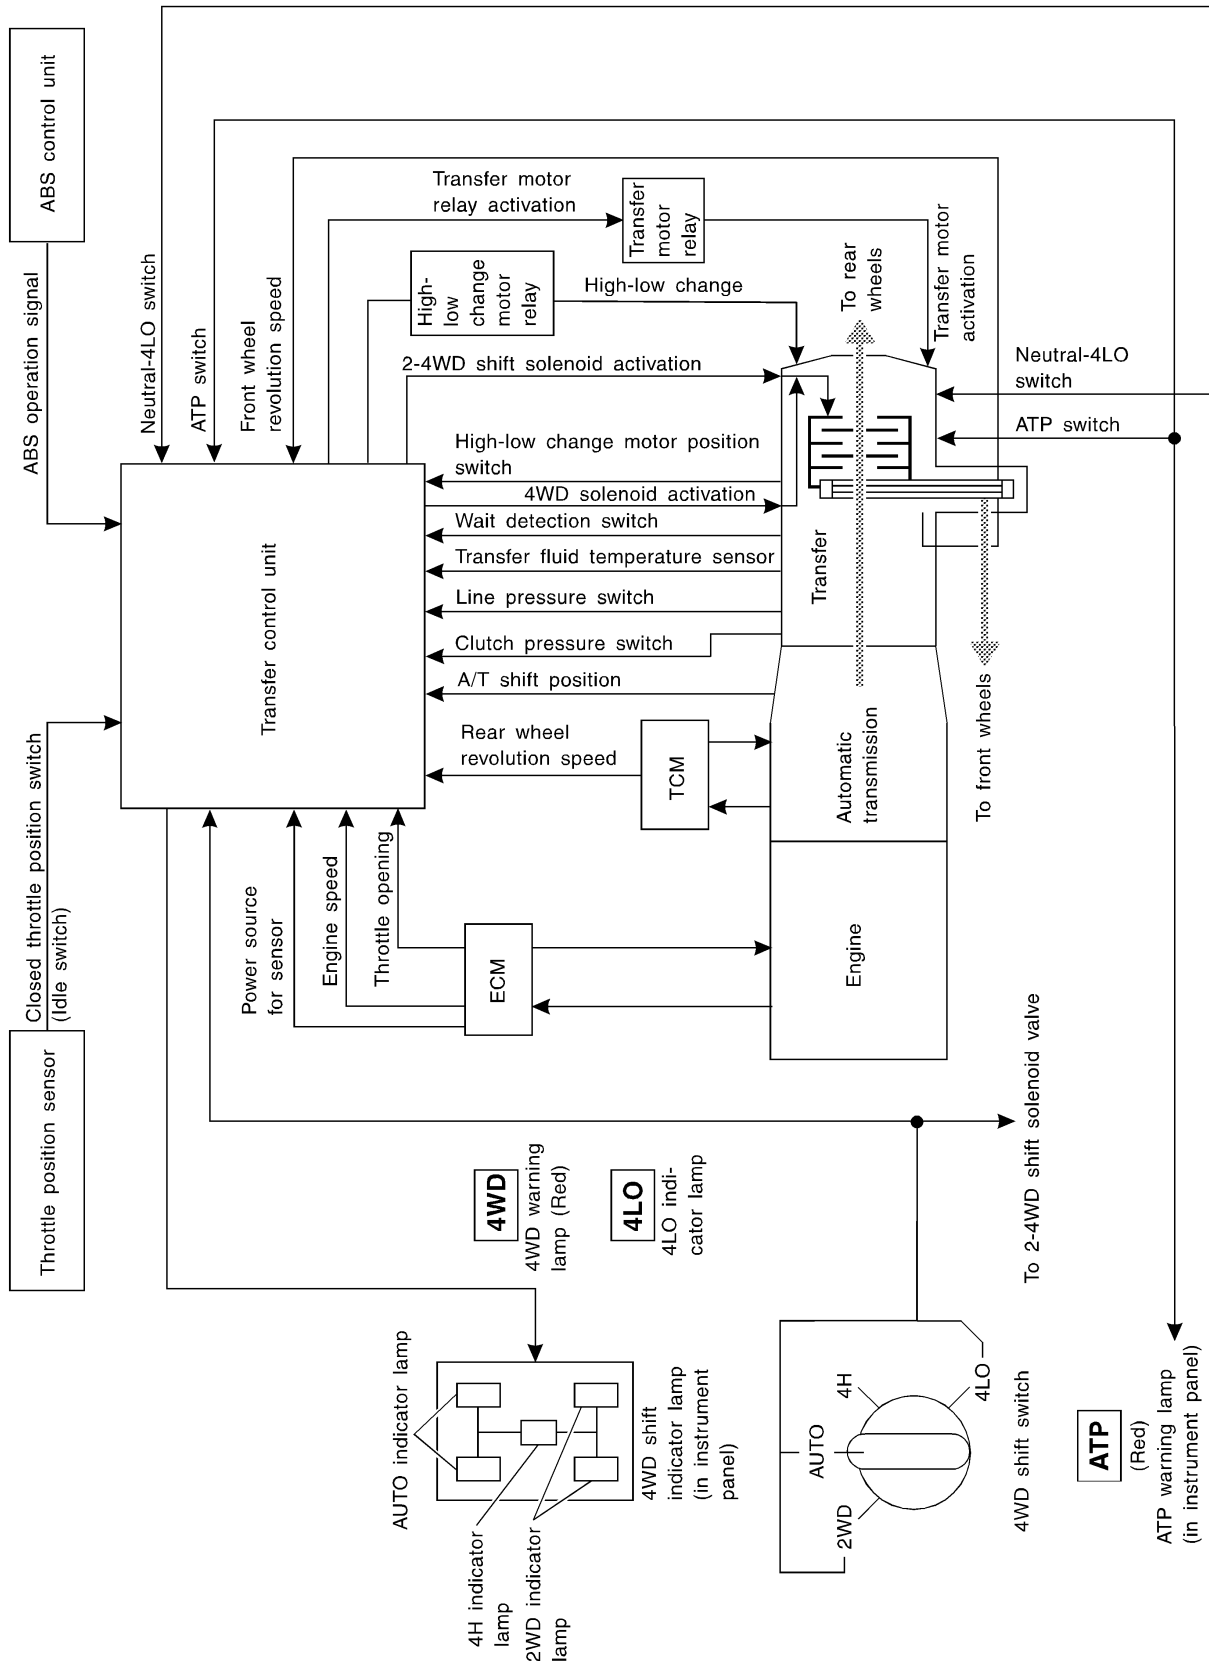 ABS control unit
ABS operation signal
Neutral-4LO switch
ATP switch
Front wheel
revolution speed
Transfer motor
relay activation
Transfer
motor
relay
High-
low
change
motor
relay
High-low change
To rear
wheels
Transfer motor
activation
2-4WD shift solenoid activation
Neutral-4LO
switch
ATP switch
High-low change motor position
switch
4WD solenoid activation
Wait detection switch
Transfer fluid temperature sensor
Line pressure switch
Clutch pressure switch
A/T shift position
Rear wheel
revolution speed
Transfer control unit
Transfer
TCM
Automatic
transmission
To front wheels
Closed throttle position switch
(Idle switch)
Throttle position sensor
Power source
for sensor
Engine speed
Throttle opening
ECM
Engine
4WD
4WD warning
lamp (Red)
4LO
4LO indi-
cator lamp
To 2-4WD shift solenoid valve
AUTO indicator lamp
4WD shift
indicator lamp
(in instrument
panel)
4H indicator
lamp
2WD indicator
lamp
2WD
AUTO
4H
4LO
4WD shift switch
ATP
(Red)
ATP warning lamp
(in instrument panel)